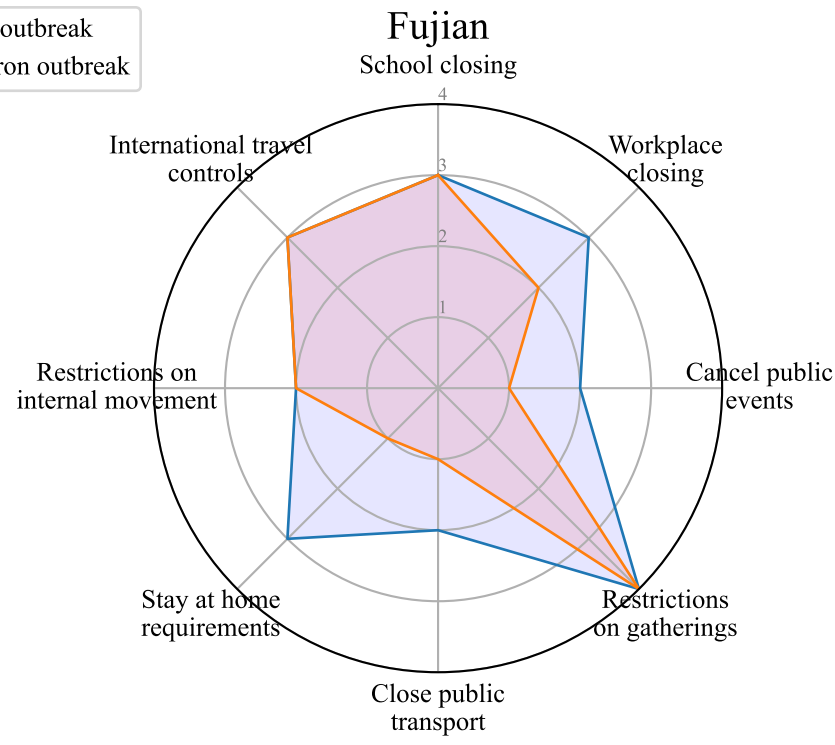 Fujian
outbreak
ron outbreak
School closing
4
International travel
controls
Workplace
closing
3
2
1
Restrictions on
internal movement
Cancel public
events
Stay at home
requirements
Restrictions
on gatherings
Close public
transport